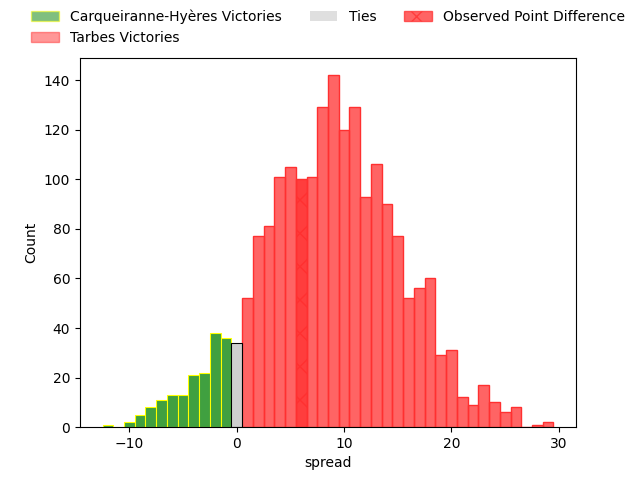 Carqueiranne-Hyères Victories
Tarbes Victories
Ties
Observed Point Difference
Count
140
120
100
80
60
40
20
0
−10
0
10
20
30
spread